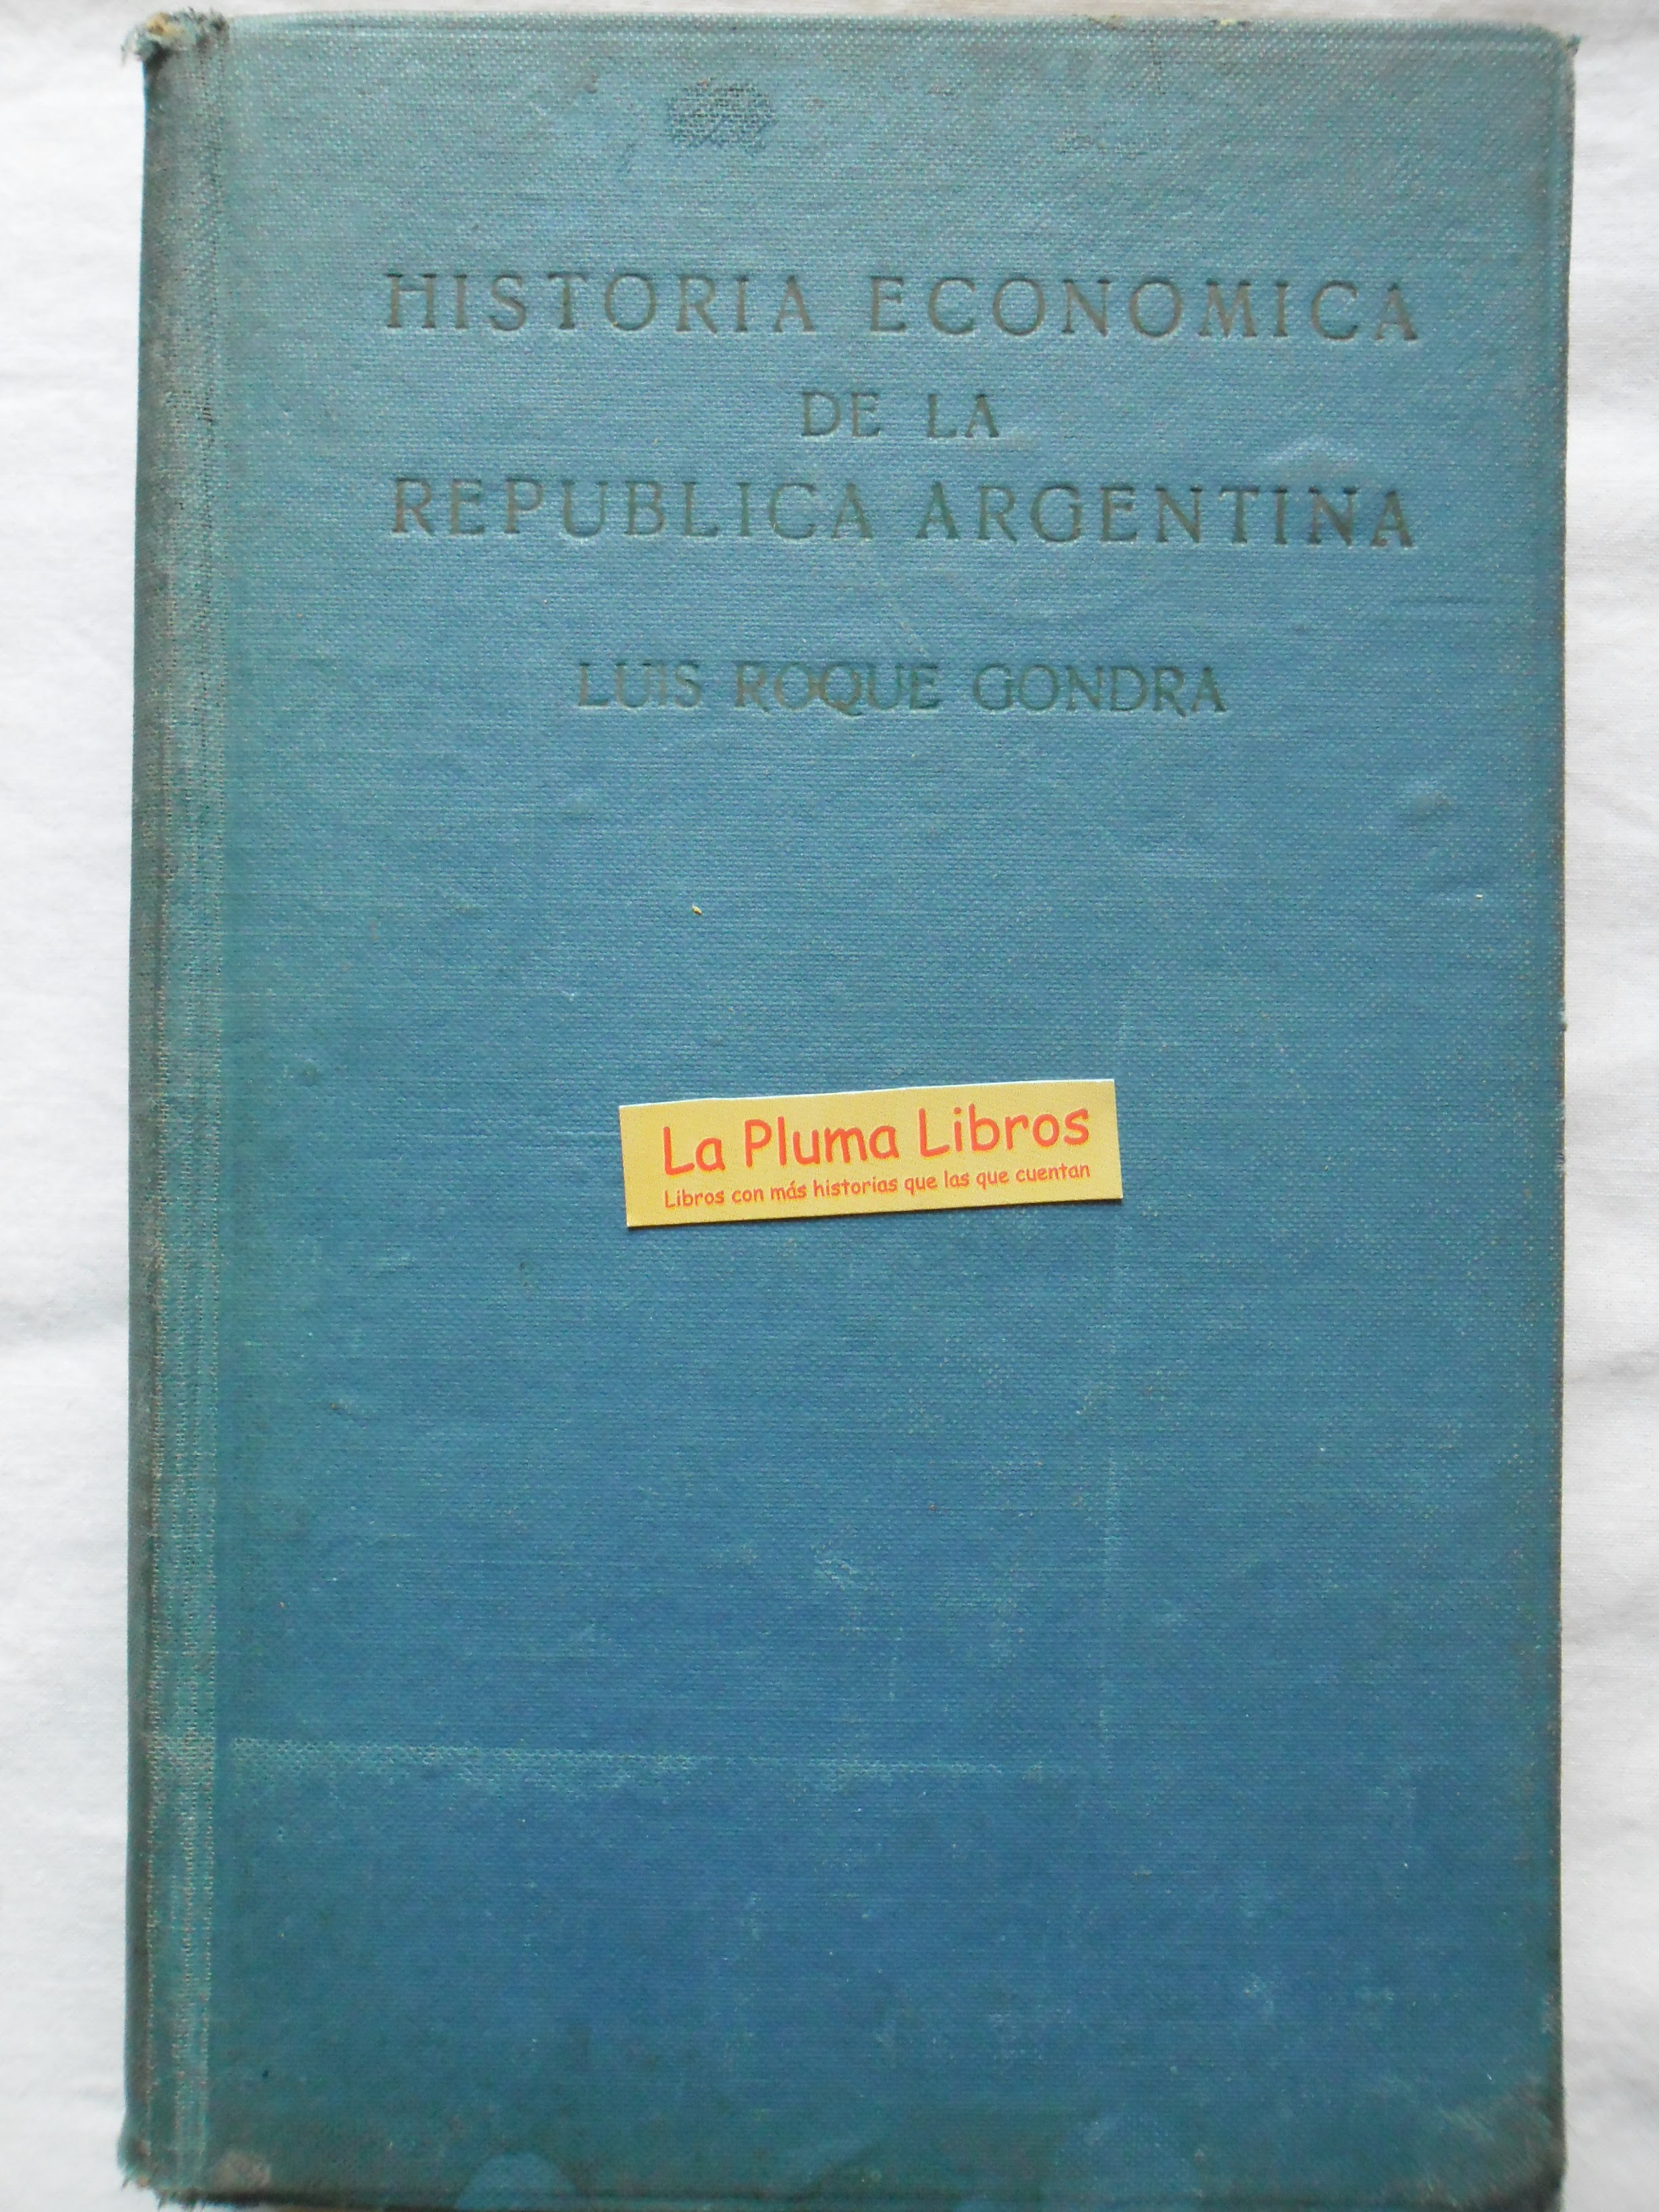 HISTORIA ECONOMICA
DE LA
REPUBLICA ARGENTINA
LUIS ROQUE GONDRA
La Pluma Libros
Libros con más historias que las que cuentan